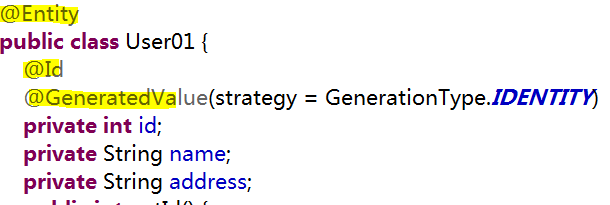 @Entity
public class User01 {
@Id
@GeneratedValue(strategy = GenerationType.IDENTITY)
private int id;
private String name;
private String address;